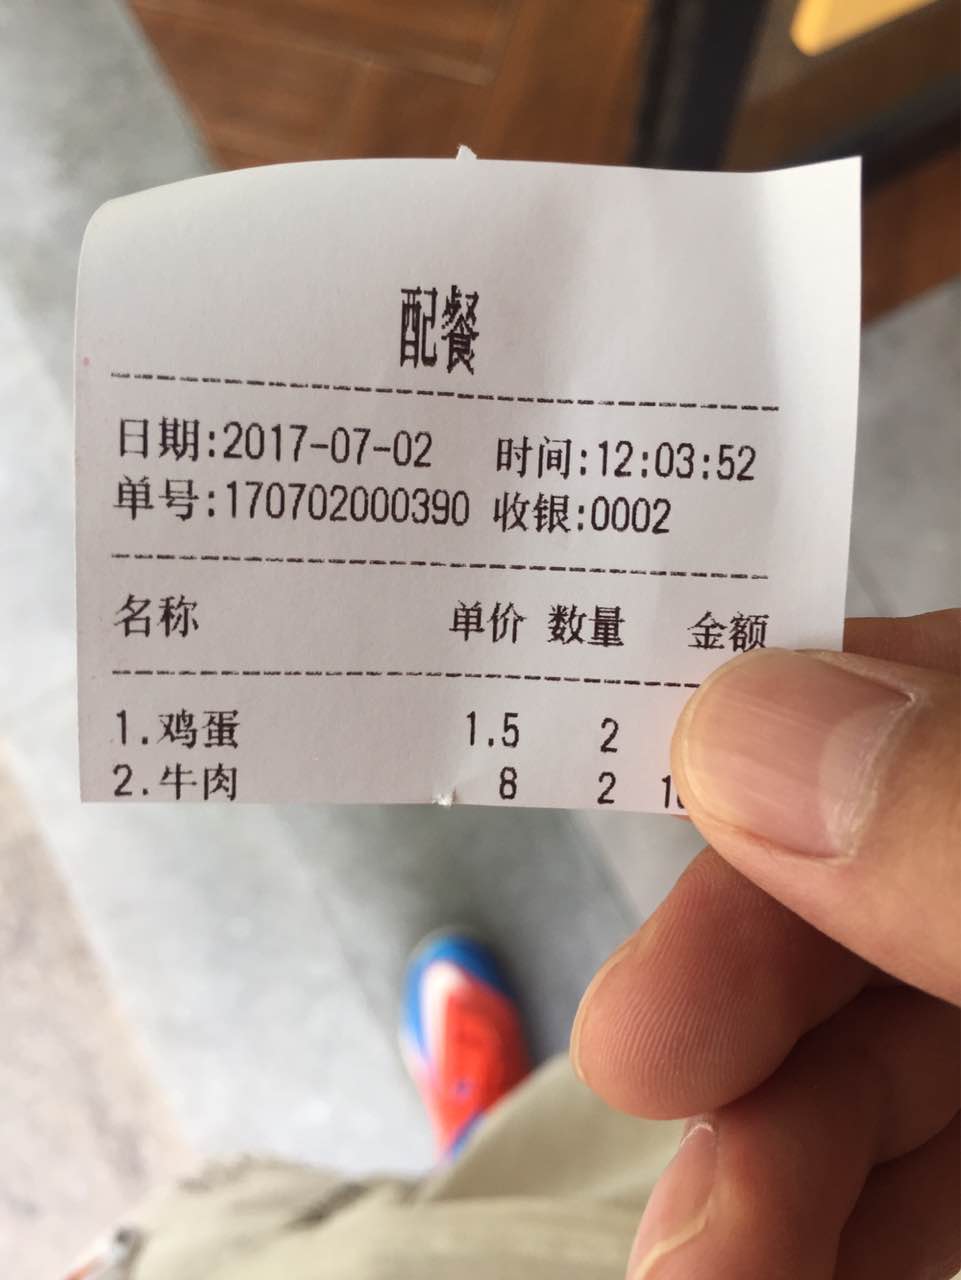 配餐
日期:2017-07-02 时间:12:03:52
单号:170702000390 收银:0002
名称 单价 数量 金额
1.鸡蛋 1.5 2
2.牛肉 8 2